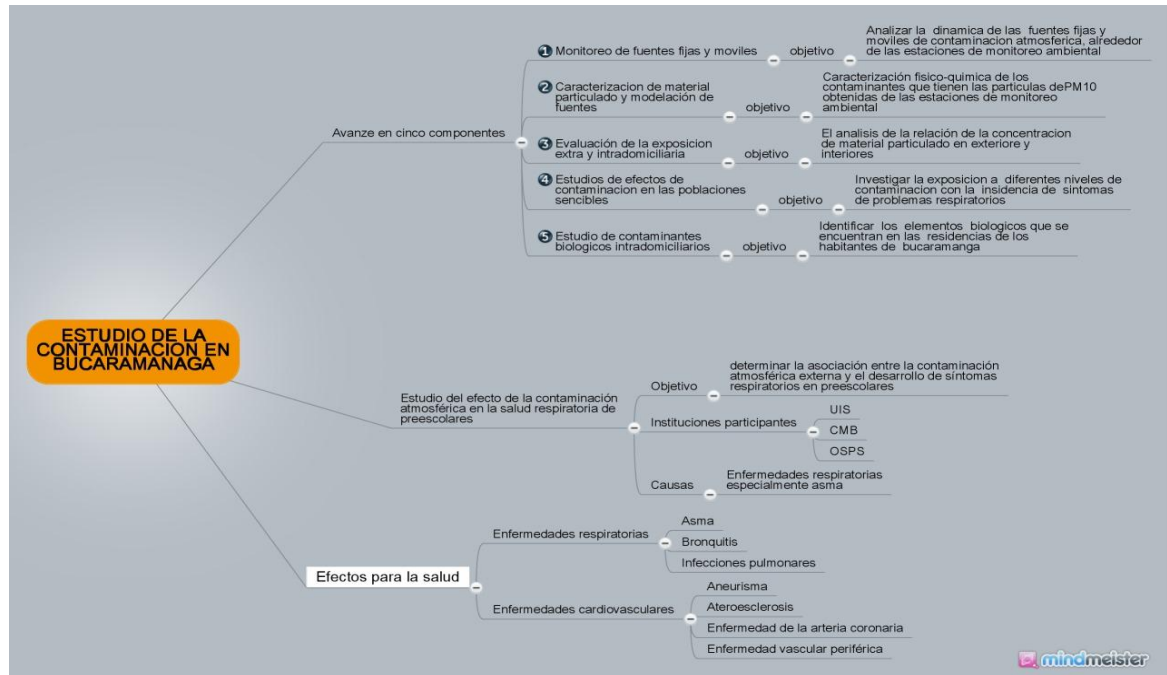 ESTUDIO DE LA
CONTAMINACION EN
BUCARAMANAGA
Avanze en cinco componentes
1 Monitoreo de fuentes fijas y moviles
objetivo
Analizar la dinamica de las fuentes fijas y
moviles de contaminacion atmosferica, alrededor
de las estaciones de monitoreo ambiental
2 Caracterizacion de material
particulado y modelación de
fuentes
objetivo
Caracterización fisico-quimica de los
contaminantes que tienen las particulas dePM10
obtenidas de las estaciones de monitoreo
ambiental
3 Evaluación de la exposicion
extra y intradomiciliaria
objetivo
El analisis de la relación de la concentracion
de material particulado en exteriore y
interiores
4 Estudios de efectos de
contaminacion en las poblaciones
sencibles
objetivo
Investigar la exposicion a diferentes niveles de
contaminacion con la insidencia de sintomas
de problemas respiratorios
5 Estudio de contaminantes
biologicos intradomiciliarios
objetivo
Identificar los elementos biologicos que se
encuentran en las residencias de los
habitantes de bucaramanga
Estudio del efecto de la contaminación
atmosférica en la salud respiratoria de
preescolares
Objetivo
determinar la asociación entre la contaminación
atmosférica externa y el desarrollo de síntomas
respiratorios en preescolares
Instituciones participantes
UIS
CMB
OSPS
Causas
Enfermedades respiratorias
especialmente asma
Efectos para la salud
Enfermedades respiratorias
Asma
Bronquitis
Infecciones pulmonares
Enfermedades cardiovasculares
Aneurisma
Ateroesclerosis
Enfermedad de la arteria coronaria
Enfermedad vascular periférica
mindmeister